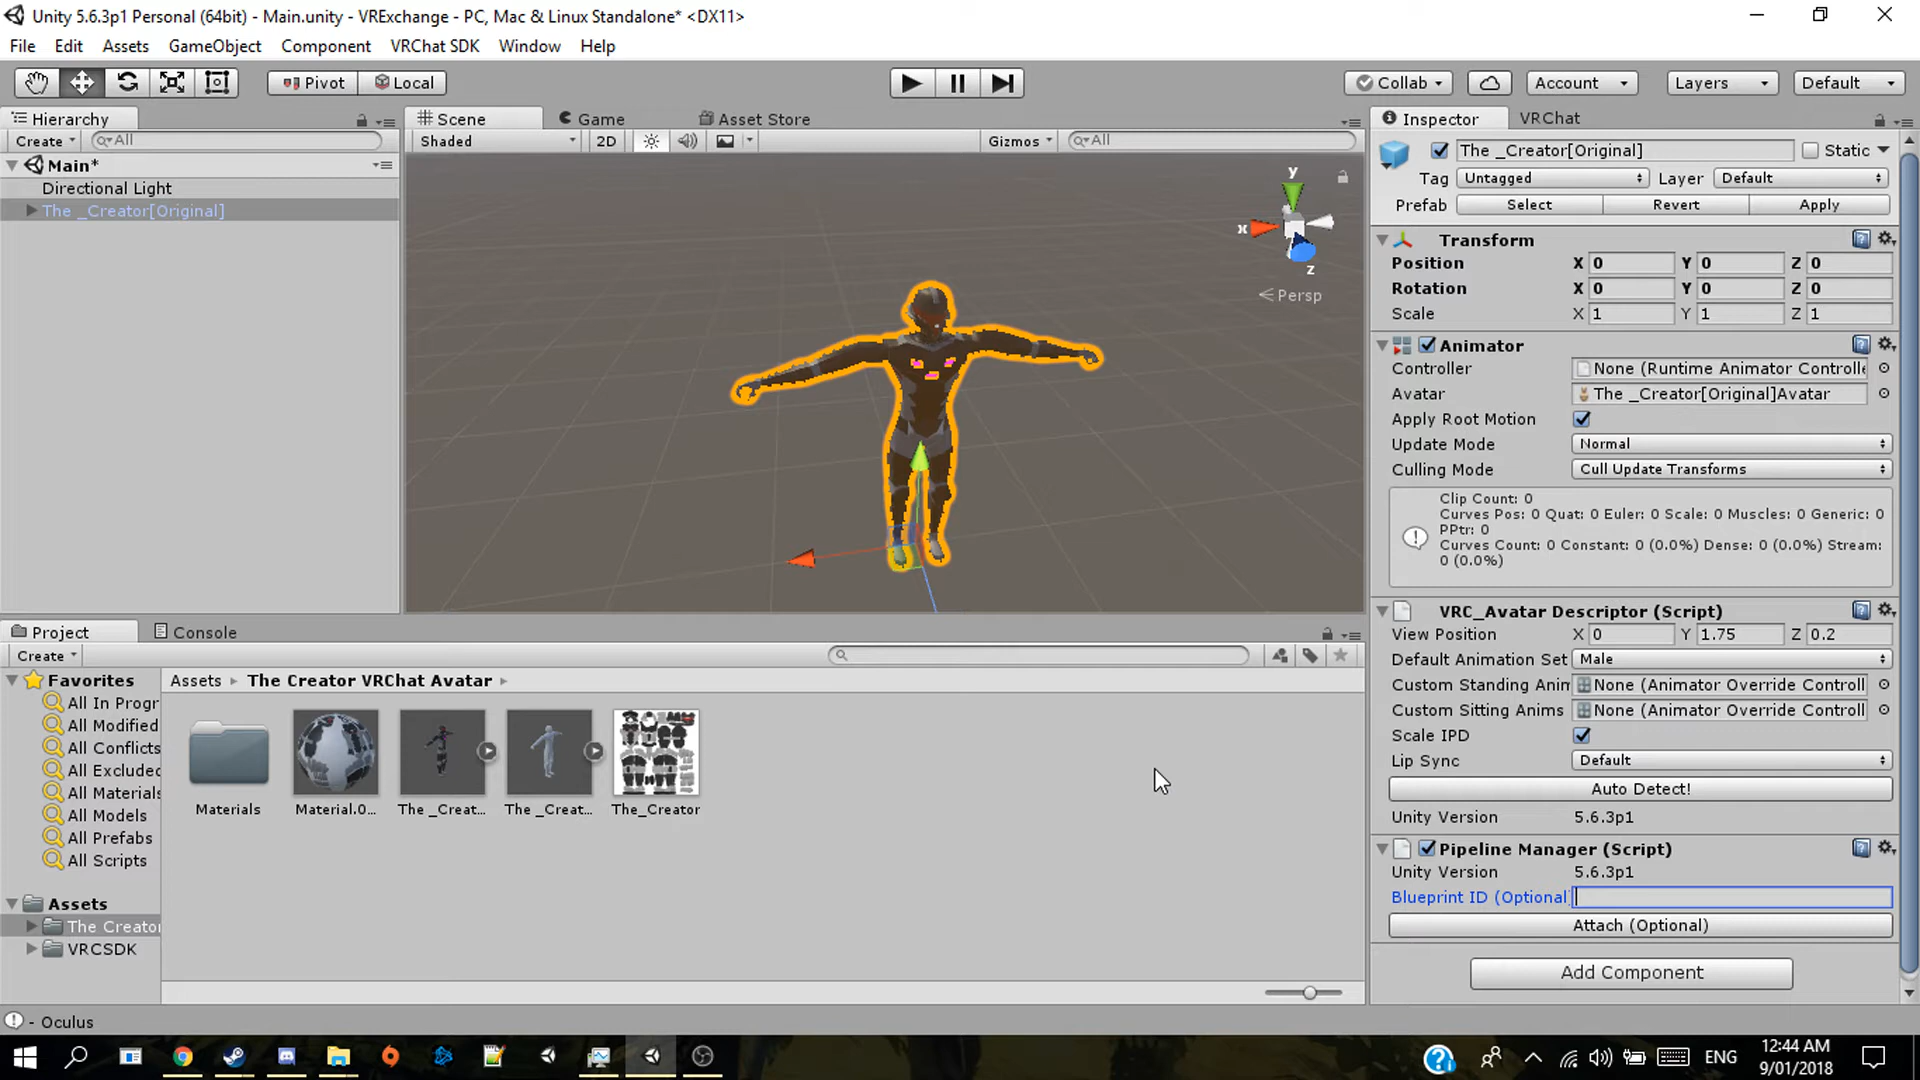 Unity 5.6.3p1 Personal (64bit) - Main.unity - VRExchange - PC, Mac & Linux Standalone* <DX11>
File Edit Assets GameObject Component VRChat SDK Window Help
Pivot Local Collab Account Layers Default
Hierarchy
Create All
Main*
Directional Light
The _Creator[Original]
Scene Game Asset Store
Shaded 2D Gizmos All
y
x
z
Persp
Inspector VRChat
The _Creator[Original] Static
Tag Untagged Layer Default
Prefab Select Revert Apply
Transform
Position X 0 Y 0 Z 0
Rotation X 0 Y 0 Z 0
Scale X 1 Y 1 Z 1
Animator
Controller None (Runtime Animator Controlle
Avatar The _Creator[Original]Avatar
Apply Root Motion
Update Mode Normal
Culling Mode Cull Update Transforms
Clip Count: 0
Curves Pos: 0 Quat: 0 Euler: 0 Scale: 0 Muscles: 0 Generic: 0
PPtr: 0
Curves Count: 0 Constant: 0 (0.0%) Dense: 0 (0.0%) Stream:
0 (0.0%)
VRC_Avatar Descriptor (Script)
View Position X 0 Y 1.75 Z 0.2
Default Animation Set Male
Custom Standing Anim None (Animator Override Controll
Custom Sitting Anims None (Animator Override Controll
Scale IPD
Lip Sync Default
Auto Detect!
Unity Version 5.6.3p1
Pipeline Manager (Script)
Unity Version 5.6.3p1
Blueprint ID (Optional)
Attach (Optional)
Add Component
Project Console
Create
Favorites
All In Progr
All Modified
All Conflicts
All Excluded
All Materials
All Models
All Prefabs
All Scripts
Assets
The Creator
VRCSDK
Assets The Creator VRChat Avatar
Materials Material.0... The _Creat... The _Creat... The_Creator
- Oculus
ENG
12:44 AM
9/01/2018